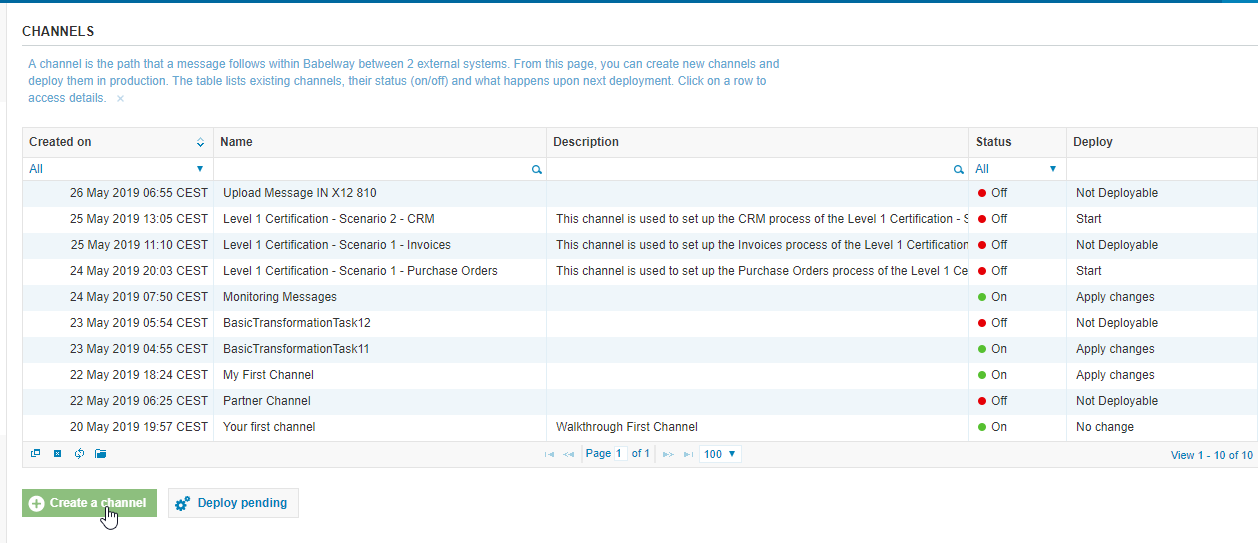 CHANNELS
A channel is the path that a message follows within Babelway between 2 external systems. From this page, you can create new channels and
deploy them in production. The table lists existing channels, their status (on/off) and what happens upon next deployment. Click on a row to
access details. ×
Created on Name Description Status Deploy
All All
26 May 2019 06:55 CEST Upload Message IN X12 810 Off Not Deployable
25 May 2019 13:05 CEST Level 1 Certification - Scenario 2 - CRM This channel is used to set up the CRM process of the Level 1 Certification - S Off Start
25 May 2019 11:10 CEST Level 1 Certification - Scenario 1 - Invoices This channel is used to set up the Invoices process of the Level 1 Certification Off Not Deployable
24 May 2019 20:03 CEST Level 1 Certification - Scenario 1 - Purchase Orders This channel is used to set up the Purchase Orders process of the Level 1 Ce Off Start
24 May 2019 07:50 CEST Monitoring Messages On Apply changes
23 May 2019 05:54 CEST BasicTransformationTask12 Off Not Deployable
23 May 2019 04:55 CEST BasicTransformationTask11 On Apply changes
22 May 2019 18:24 CEST My First Channel On Apply changes
22 May 2019 06:25 CEST Partner Channel Off Not Deployable
20 May 2019 19:57 CEST Your first channel Walkthrough First Channel On No change
Page 1 of 1 100 View 1 - 10 of 10
Create a channel Deploy pending